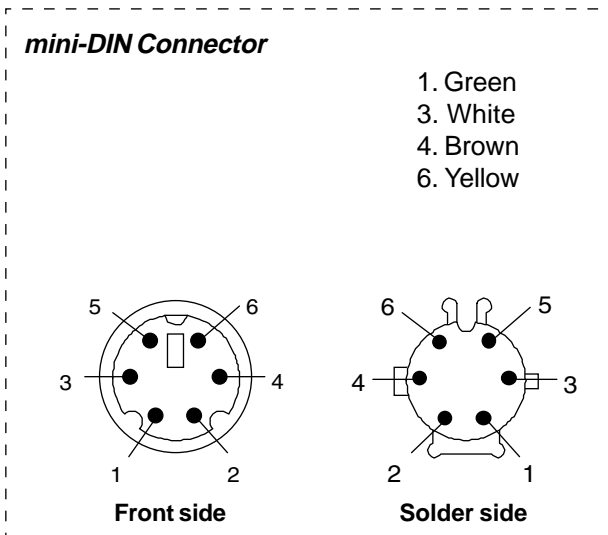 mini-DIN Connector
1. Green
3. White
4. Brown
6. Yellow
5 6
3 4
1 2
Front side
6 5
4 3
2 1
Solder side